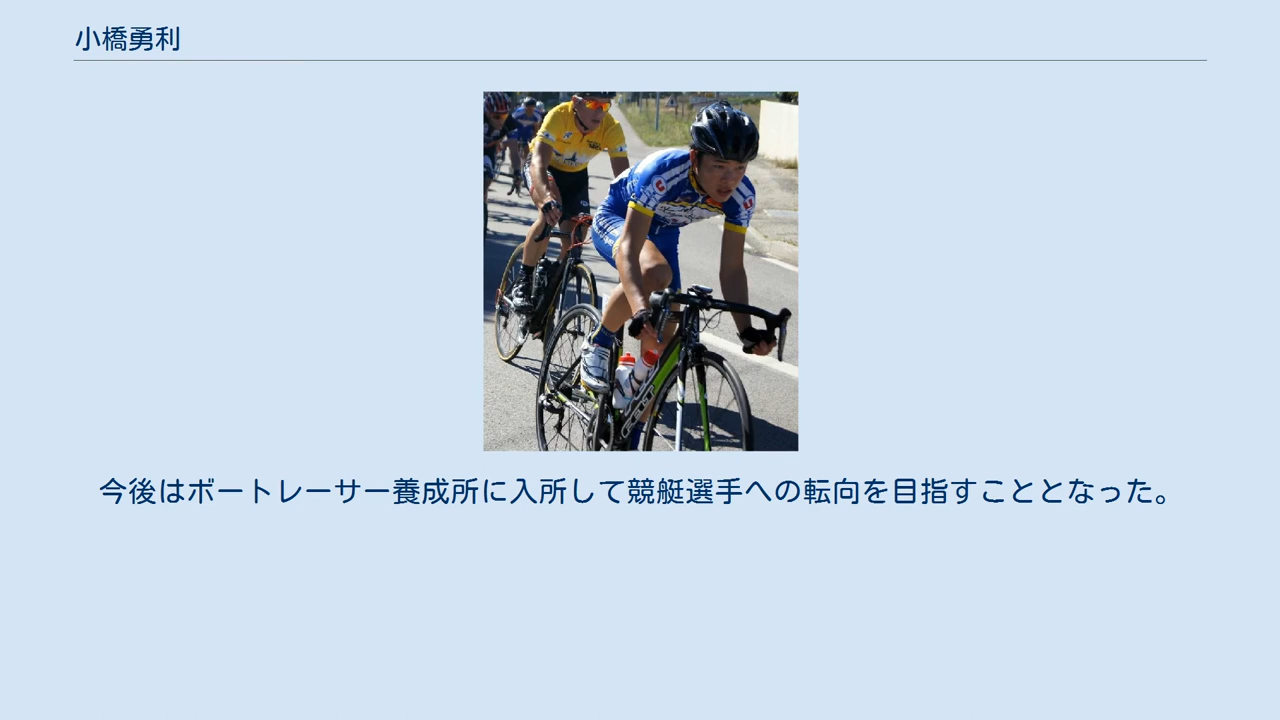 小橋勇利
今後はボートレーサー養成所に入所して競艇選手への転向を目指すこととなった。
FELT